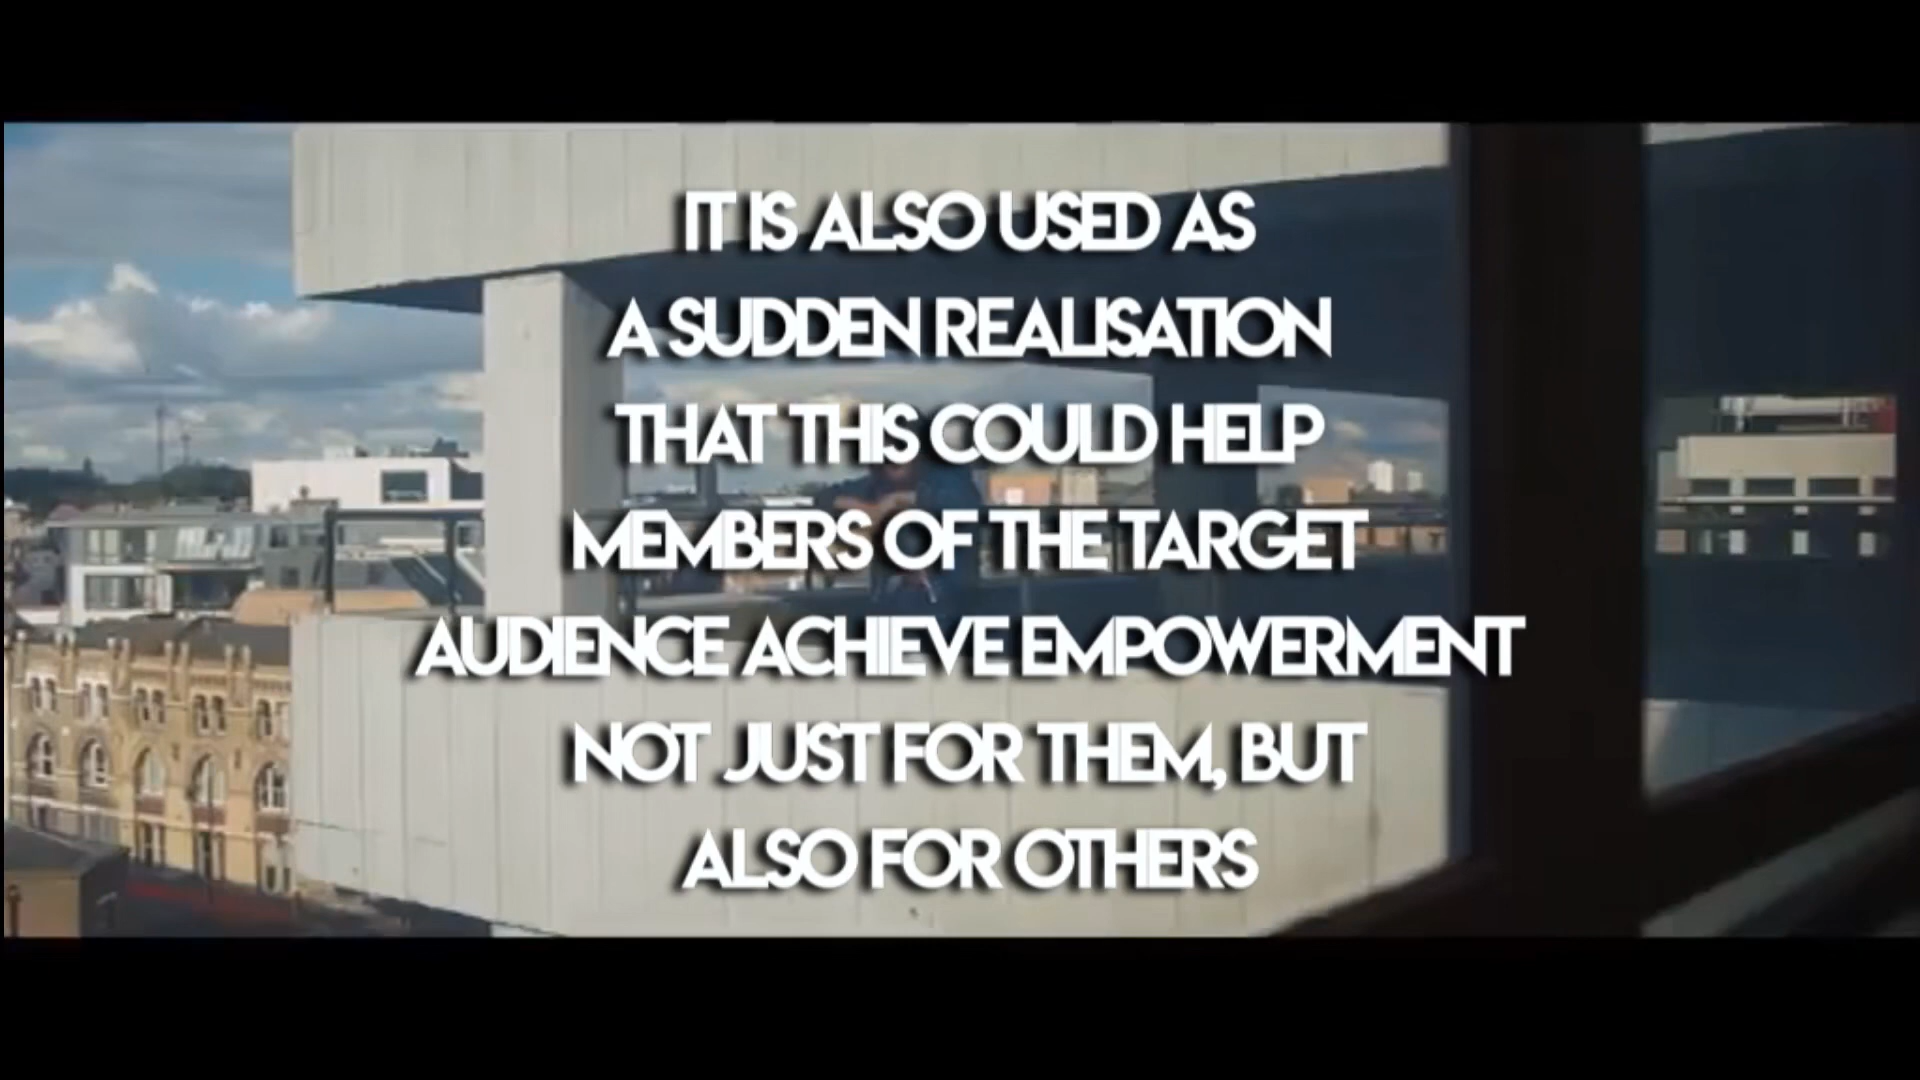 IT IS ALSO USED AS
A SUDDEN REALISATION
THAT THIS COULD HELP
MEMBERS OF THE TARGET
AUDIENCE ACHIEVE EMPOWERMENT
NOT JUST FOR THEM, BUT
ALSO FOR OTHERS